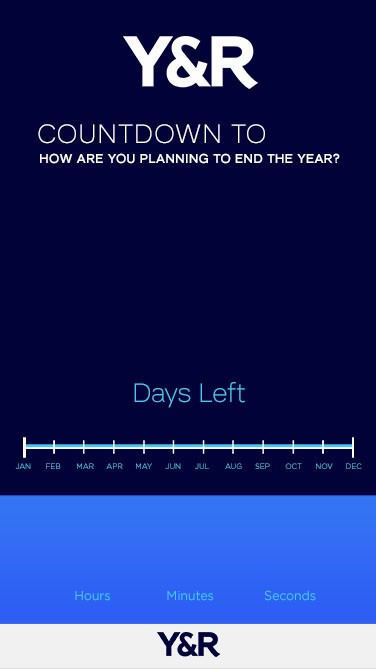 Y&R
COUNTDOWN TO
HOW ARE YOU PLANNING TO END THE YEAR?
Days Left
JAN FEB MAR APR MAY JUN JUL AUG SEP OCT NOV DEC
Hours Minutes Seconds
Y&R